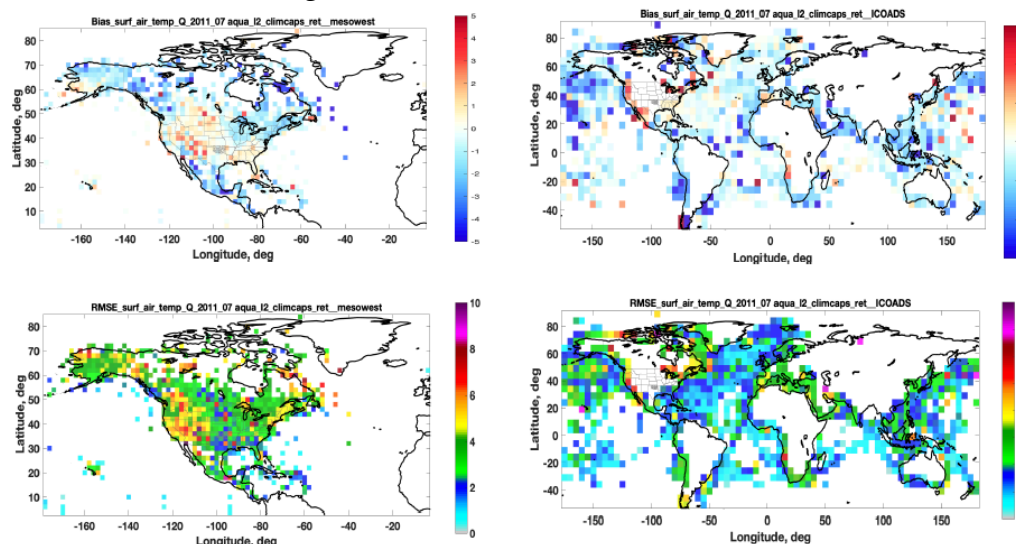 Bias_surf_air_temp_Q_2011_07 aqua_l2_climcaps_ret__mesowest
Latitude, deg
80
70
60
50
40
30
20
10
-160 -140 -120 -100 -80 -60 -40 -20
Longitude, deg
5
4
3
2
1
0
-1
-2
-3
-4
-5
Bias_surf_air_temp_Q_2011_07 aqua_l2_climcaps_ret__ICOADS
Latitude, deg
80
60
40
20
0
-20
-40
-150 -100 -50 0 50 100 150
Longitude, deg
RMSE_surf_air_temp_Q_2011_07 aqua_l2_climcaps_ret__mesowest
Latitude, deg
80
70
60
50
40
30
20
10
-160 -140 -120 -100 -80 -60 -40 -20
Longitude, deg
10
8
6
4
2
0
RMSE_surf_air_temp_Q_2011_07 aqua_l2_climcaps_ret__ICOADS
Latitude, deg
80
60
40
20
0
-20
-40
-150 -100 -50 0 50 100 150
Longitude, deg